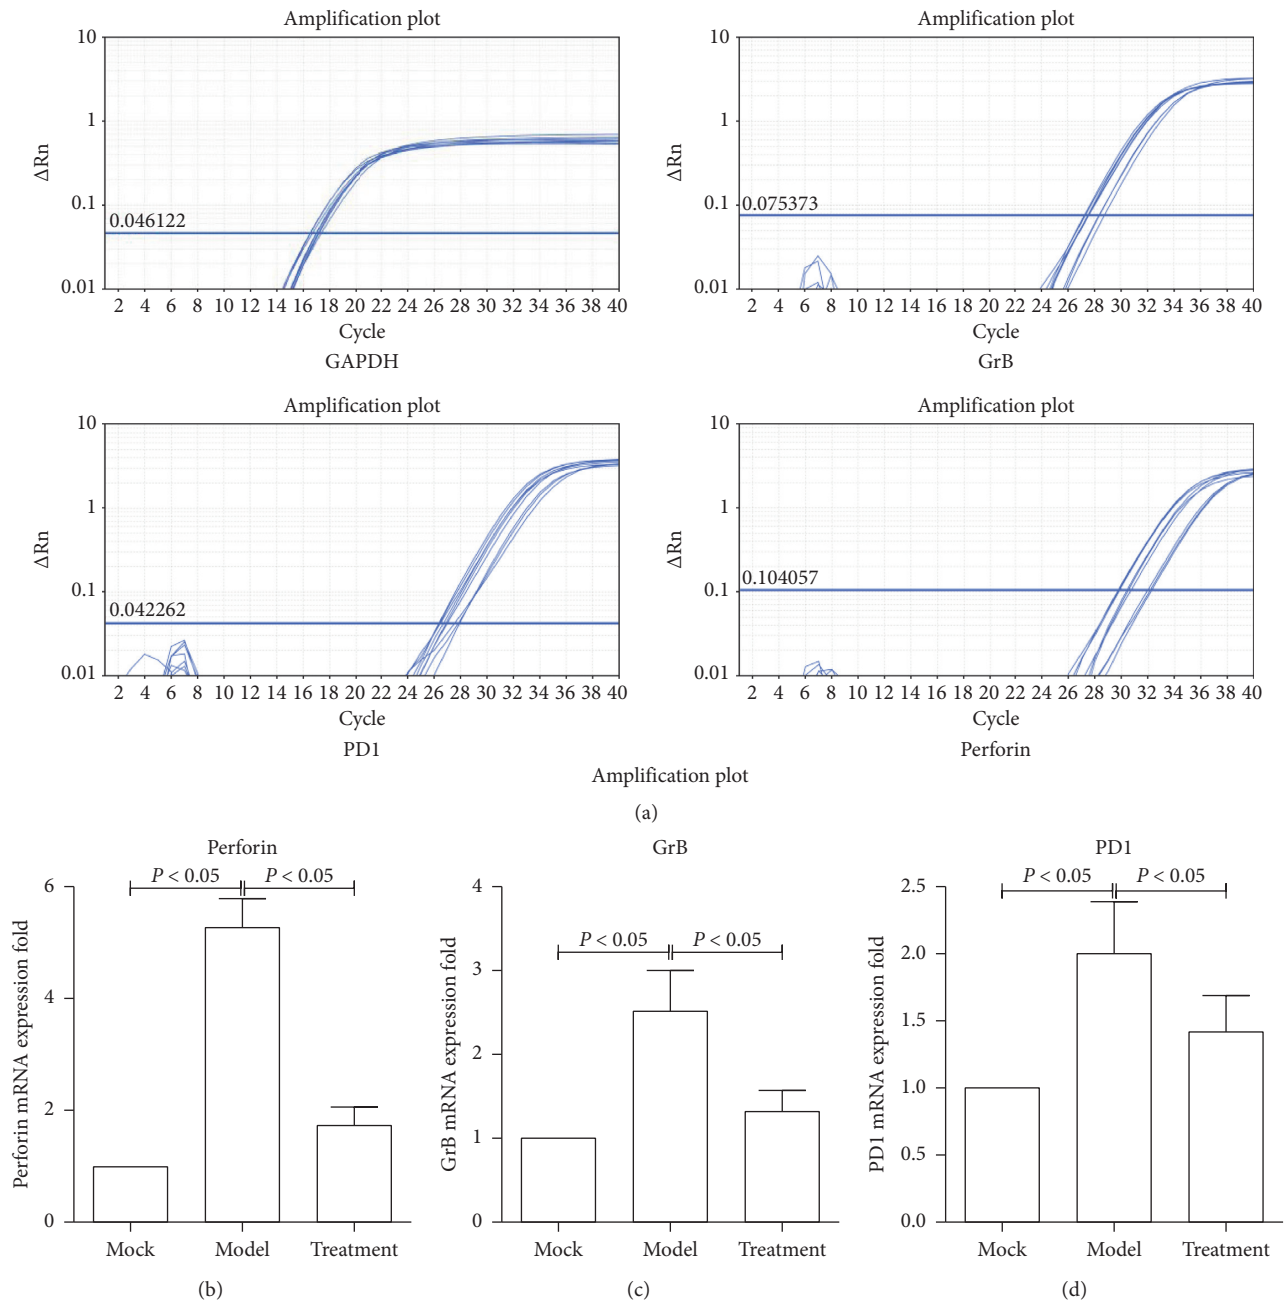 Amplification plot
10
1
0.1
0.01
ΔRn
0.046122
2 4 6 8 10 12 14 16 18 20 22 24 26 28 30 32 34 36 38 40
Cycle
GAPDH
Amplification plot
10
1
0.1
0.01
ΔRn
0.075373
2 4 6 8 10 12 14 16 18 20 22 24 26 28 30 32 34 36 38 40
Cycle
GrB
Amplification plot
10
1
0.1
0.01
ΔRn
0.042262
2 4 6 8 10 12 14 16 18 20 22 24 26 28 30 32 34 36 38 40
Cycle
PD1
Amplification plot
10
1
0.1
0.01
ΔRn
0.104057
2 4 6 8 10 12 14 16 18 20 22 24 26 28 30 32 34 36 38 40
Cycle
Perforin
Amplification plot
(a)
Perforin
P < 0.05 P < 0.05
6
4
2
0
Perforin mRNA expression fold
Mock Model Treatment
(b)
GrB
P < 0.05 P < 0.05
4
3
2
1
0
GrB mRNA expression fold
Mock Model Treatment
(c)
PD1
P < 0.05 P < 0.05
2.5
2.0
1.5
1.0
0.5
0.0
PD1 mRNA expression fold
Mock Model Treatment
(d)